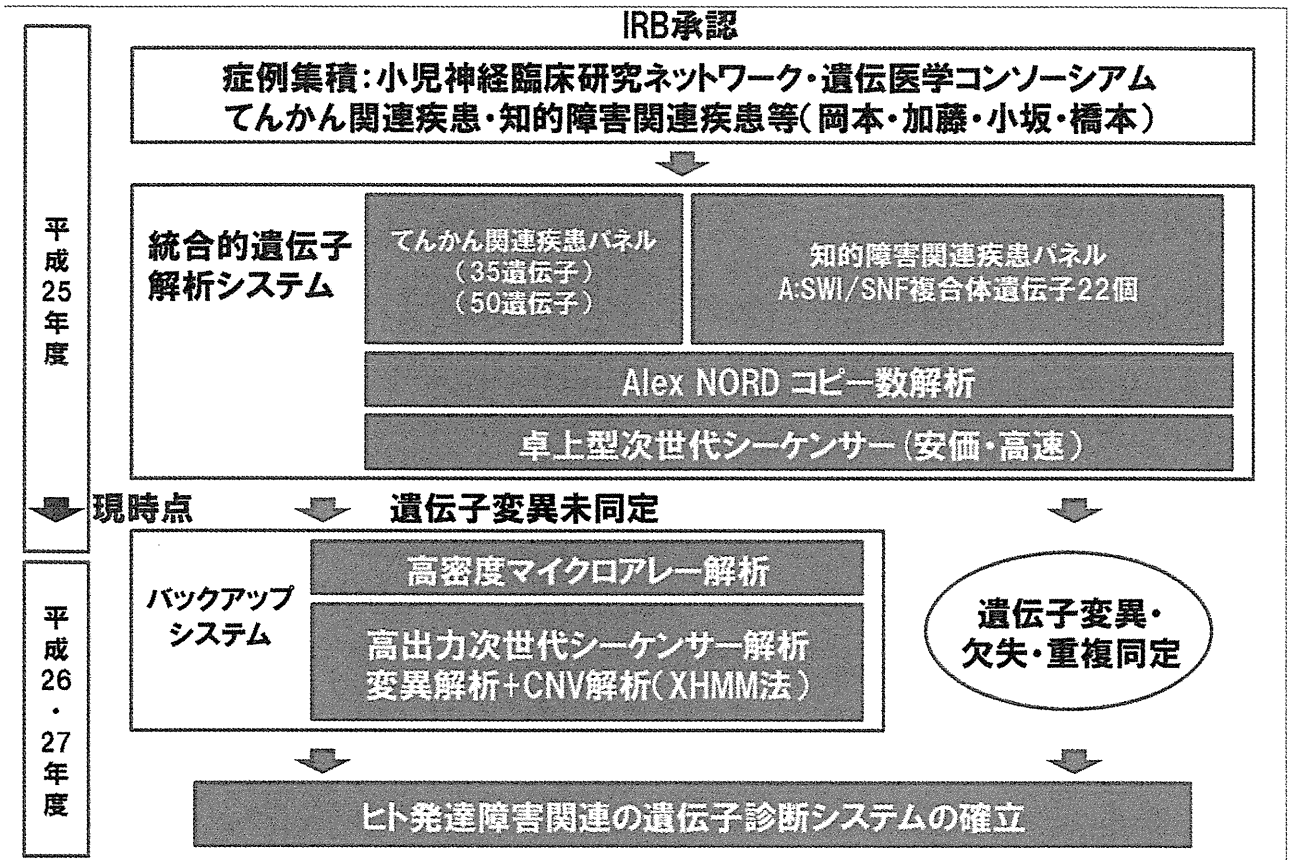 IRB承認
症例集積：小児神経臨床研究ネットワーク・遺伝医学コンソーシアム
てんかん関連疾患・知的障害関連疾患等（岡本・加藤・小坂・橋本）
平成25年度
統合的遺伝子
解析システム
てんかん関連疾患パネル
（35遺伝子）
（50遺伝子）
知的障害関連疾患パネル
A:SWI/SNF複合体遺伝子22個
Alex NORD コピー数解析
卓上型次世代シーケンサー（安価・高速）
現時点
遺伝子変異未同定
平成26・27年度
バックアップ
システム
高密度マイクロアレー解析
高出力次世代シーケンサー解析
変異解析+CNV解析（XHMM法）
遺伝子変異・
欠失・重複同定
ヒト発達障害関連の遺伝子診断システムの確立